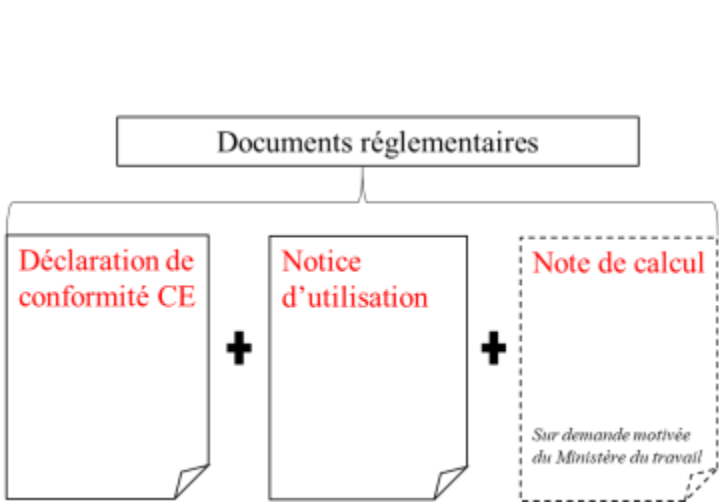 Documents réglementaires
Déclaration de
conformité CE
Notice
d'utilisation
Note de calcul
Sur demande motivée
du Ministère du travail